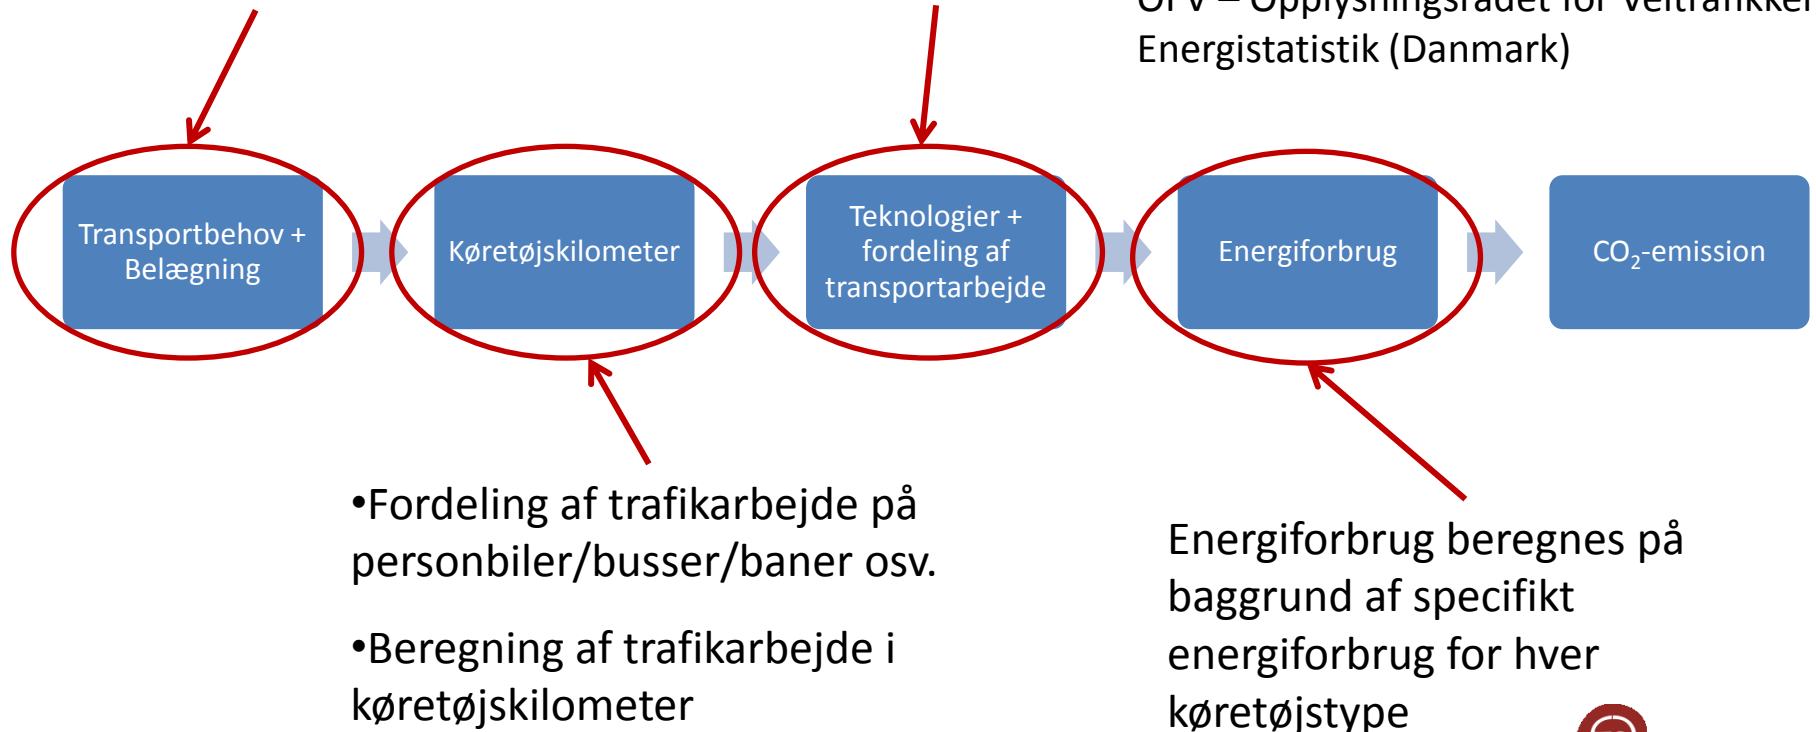 Energistatistik (Danmark)
Transportbehov +
Belægning
Køretøjskilometer
Teknologier +
fordeling af
transportarbejde
Energiforbrug
CO₂-emission
•Fordeling af trafikarbejde på
personbiler/busser/baner osv.
•Beregning af trafikarbejde i
køretøjskilometer
Energiforbrug beregnes på
baggrund af specifikt
energiforbrug for hver
køretøjstype